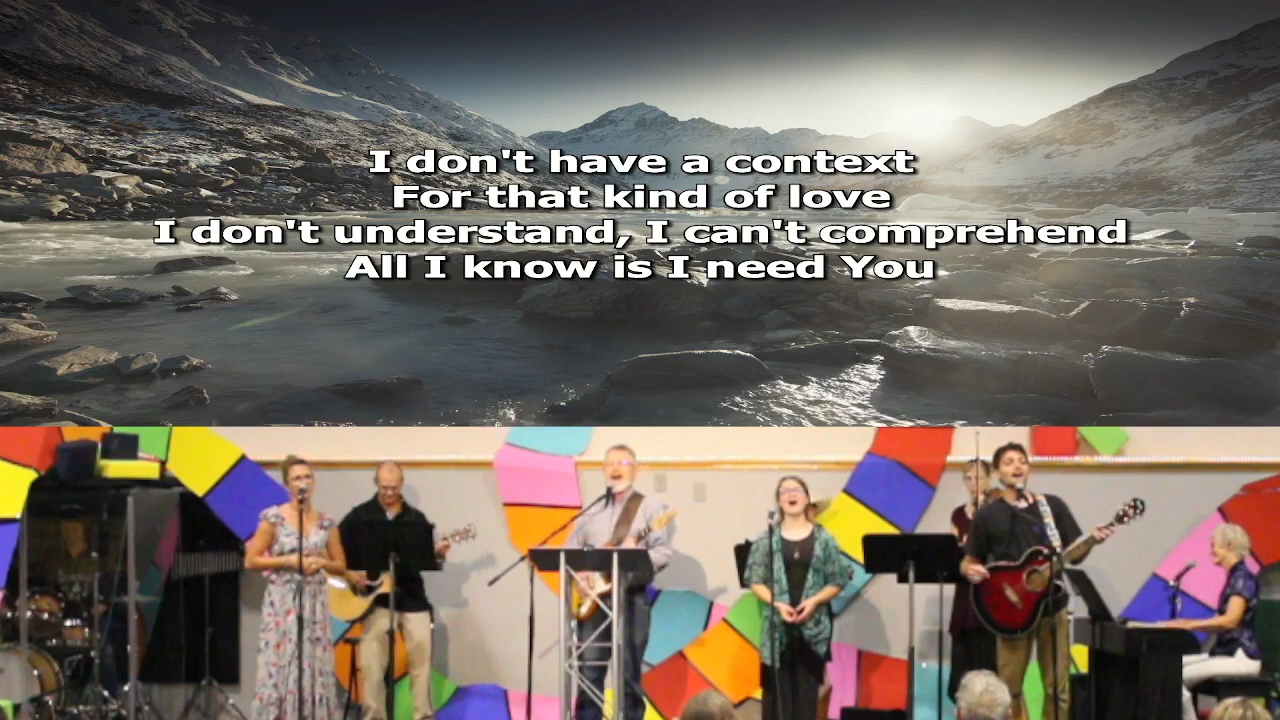 I don't have a context
For that kind of love
I don't understand, I can't comprehend
All I know is I need You